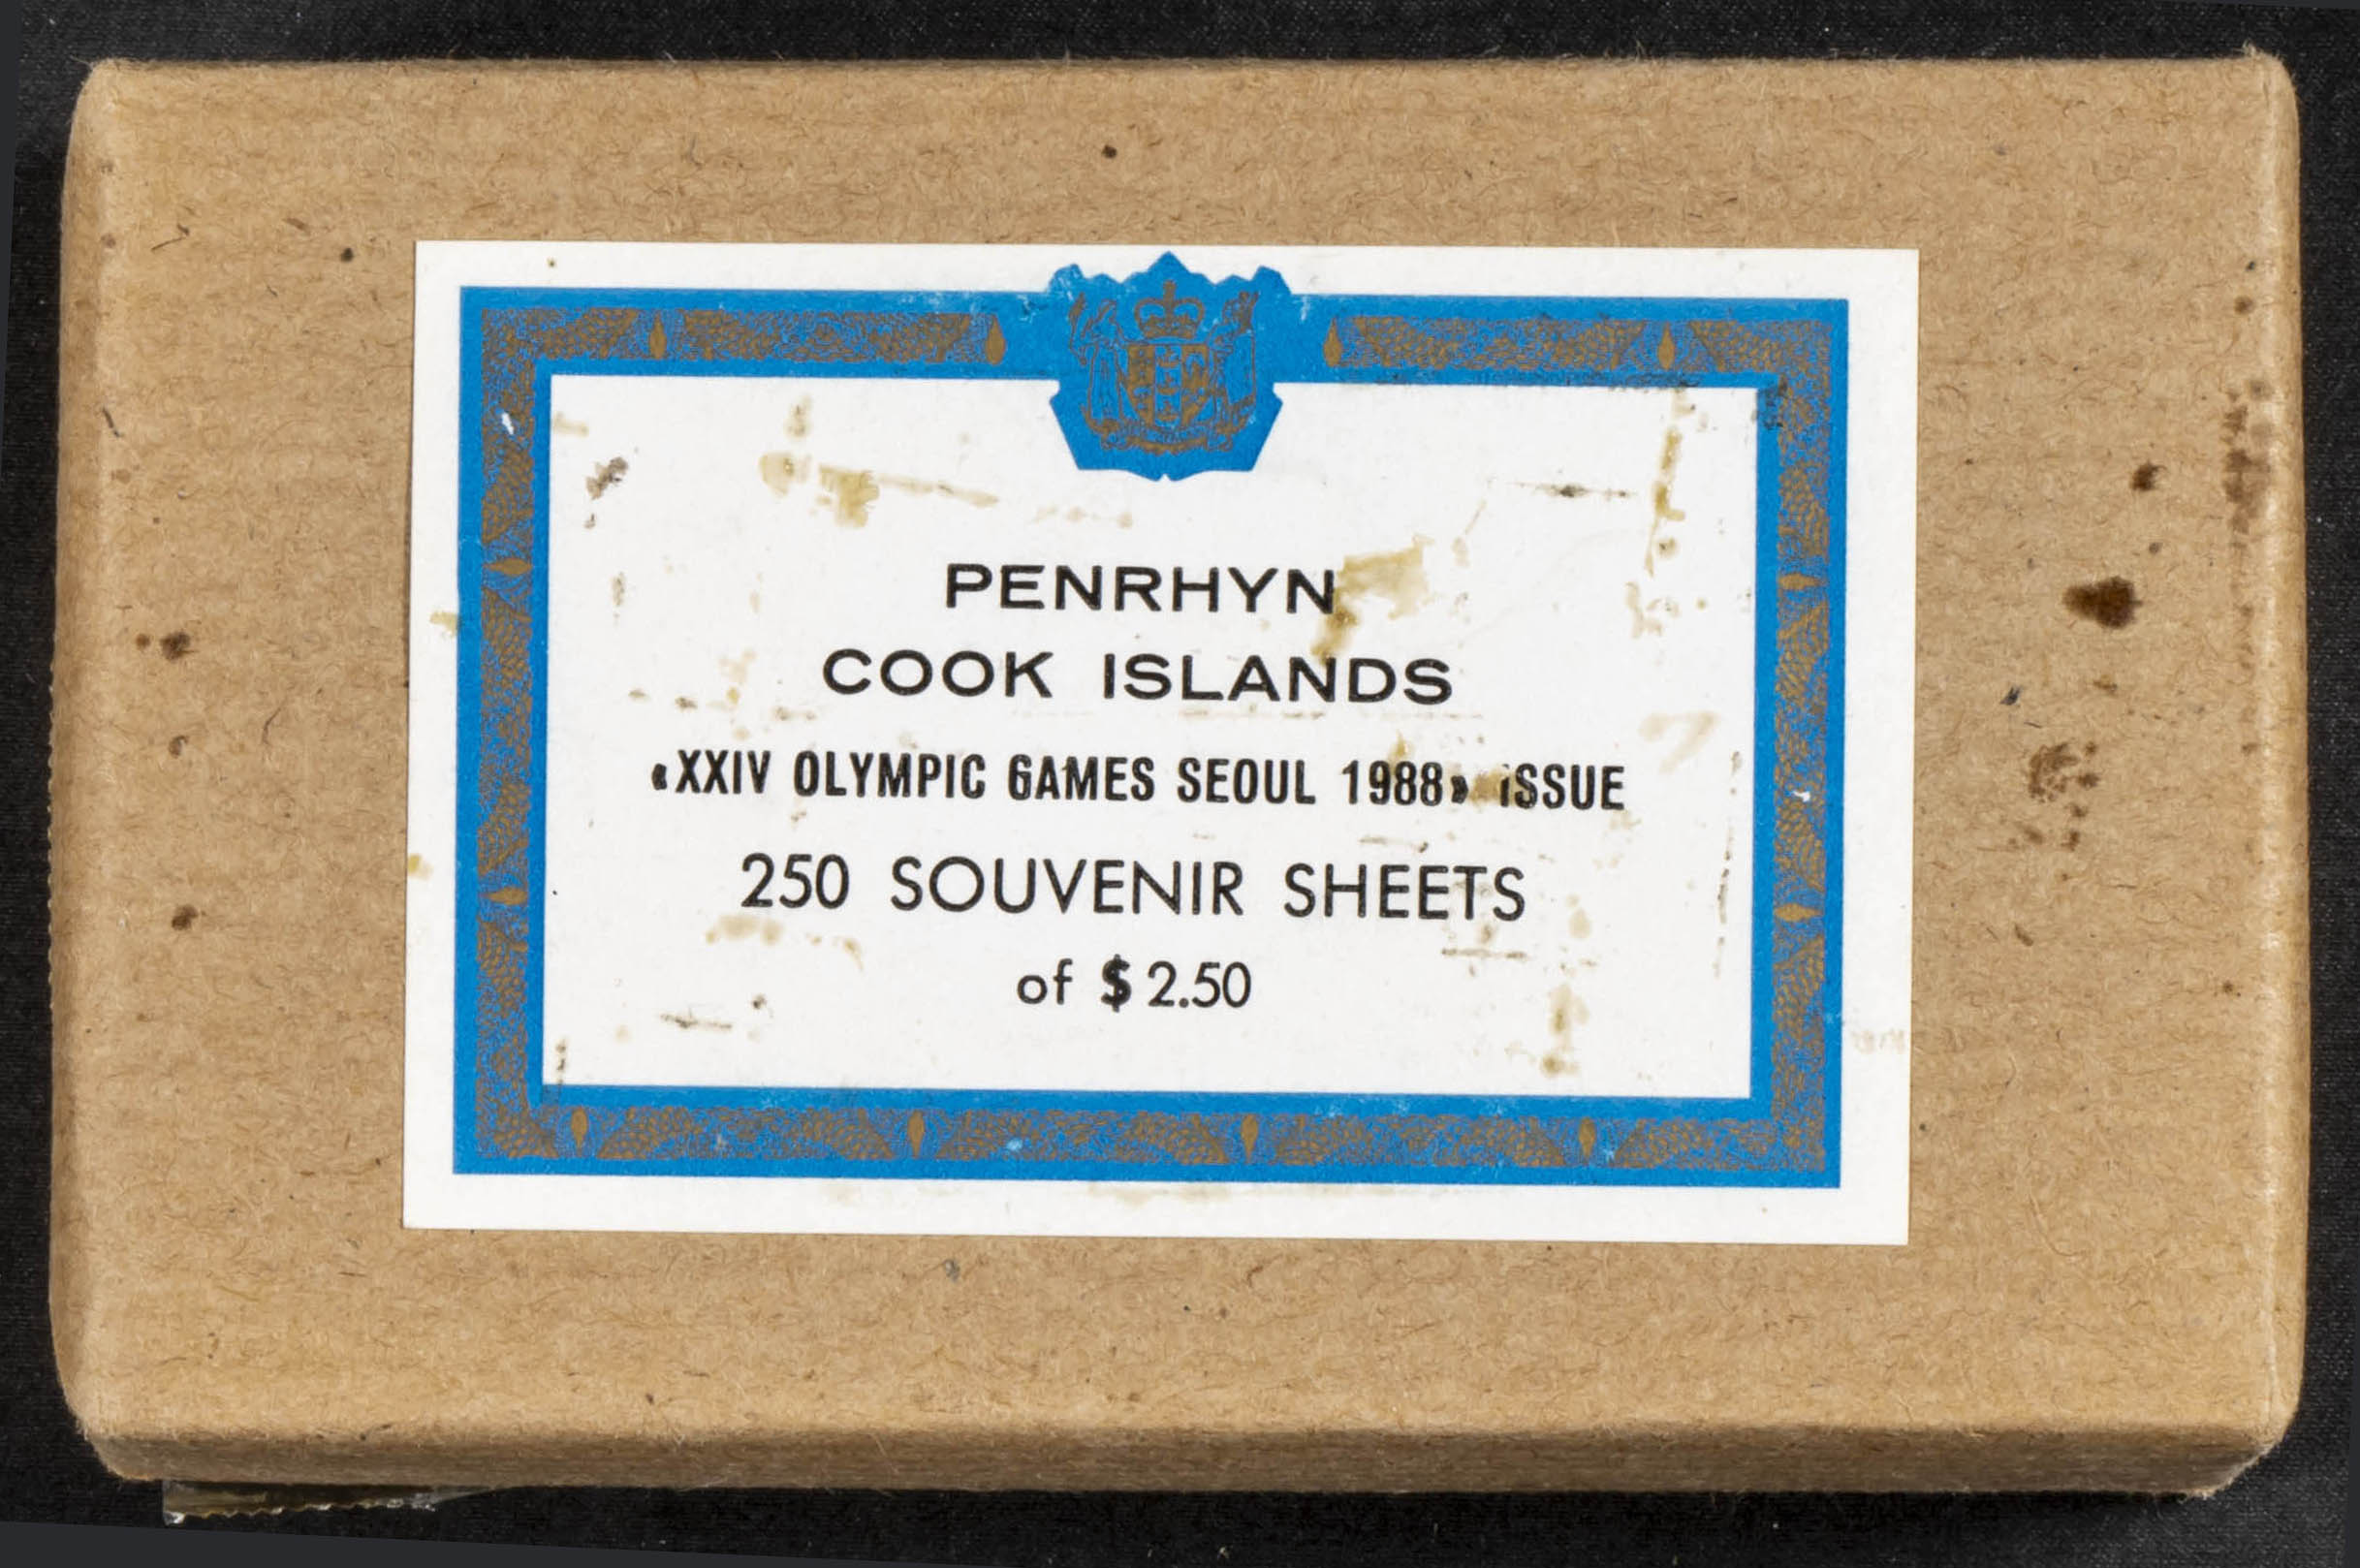 PENRHYN
COOK ISLANDS
«XXIV OLYMPIC GAMES SEOUL 1988» ISSUE
250 SOUVENIR SHEETS
of $2.50